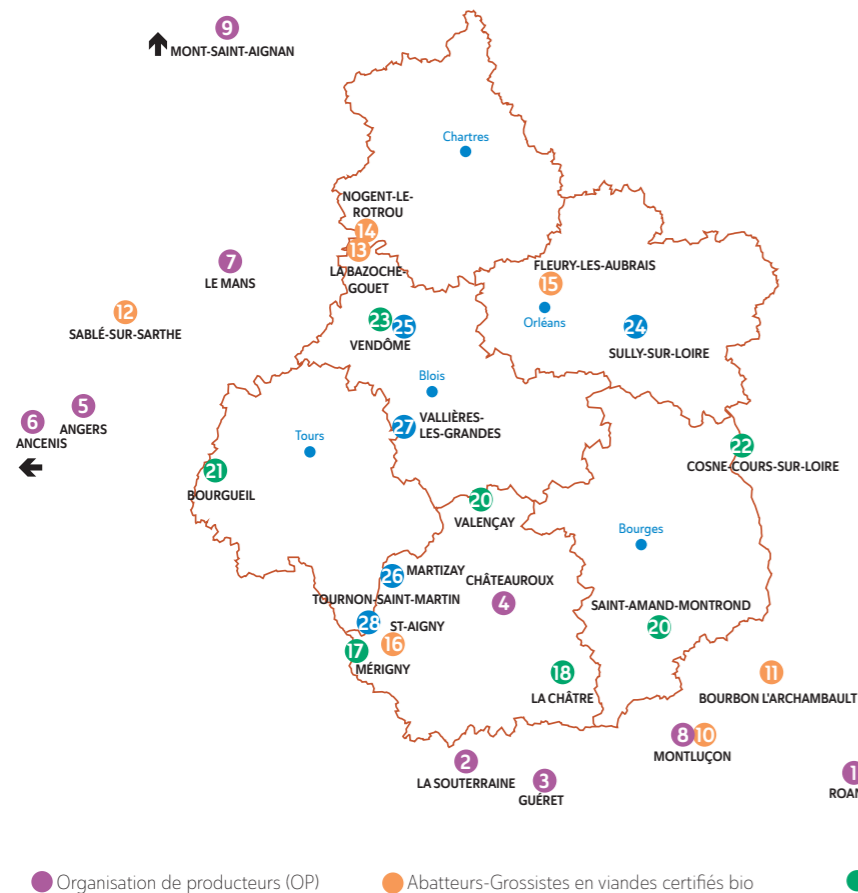 9
MONT-SAINT-AIGNAN
Chartres
NOGENT-LE-
ROTROU
14
13
LA BAZOCHE-
GOUET
7
LE MANS
FLEURY-LES-AUBRAIS
15
Orléans
12
SABLÉ-SUR-SARTHE
23
25
VENDÔME
24
SULLY-SUR-LOIRE
Blois
5
ANGERS
6
ANCENIS
27
VALLIÈRES-
LES-GRANDES
Tours
22
COSNE-COURS-SUR-LOIRE
21
BOURGUEIL
20
VALENÇAY
Bourges
26
MARTIZAY
CHÂTEAUROUX
4
TOURNON-SAINT-MARTIN
28
ST-AIGNY
16
SAINT-AMAND-MONTROND
20
17
MÉRIGNY
18
LA CHÂTRE
11
BOURBON L'ARCHAMBAULT
8
10
MONTLUÇON
2
LA SOUTERRAINE
3
GUÉRET
1
ROAN
Organisation de producteurs (OP)
Abatteurs-Grossistes en viandes certifiés bio